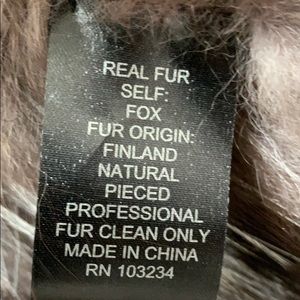 REAL FUR
SELF:
FOX
FUR ORIGIN:
FINLAND
NATURAL
PIECED
PROFESSIONAL
FUR CLEAN ONLY
MADE IN CHINA
RN 103234